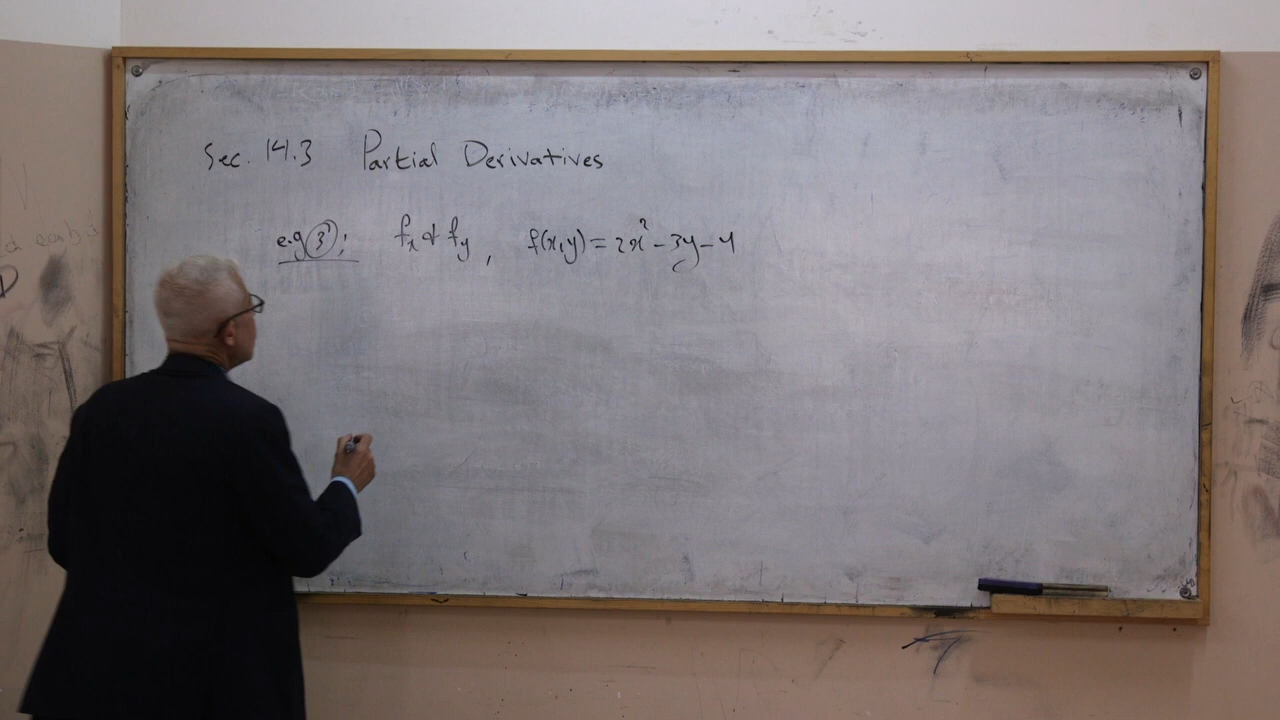 Sec. 14.3 Partial Derivatives
e.g ③: fx & fy, f(x,y) = 2x² - 3y - 4